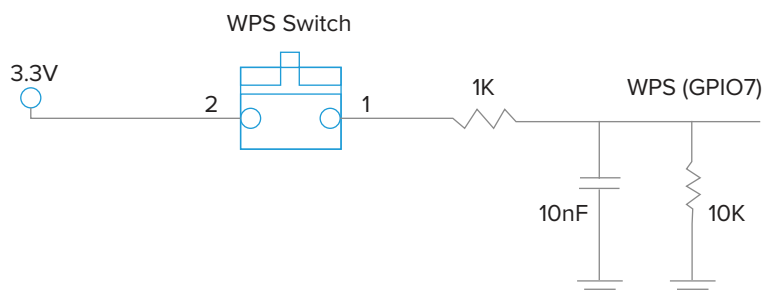 WPS Switch
3.3V
2
1
1K
WPS (GPIO7)
10nF
10K